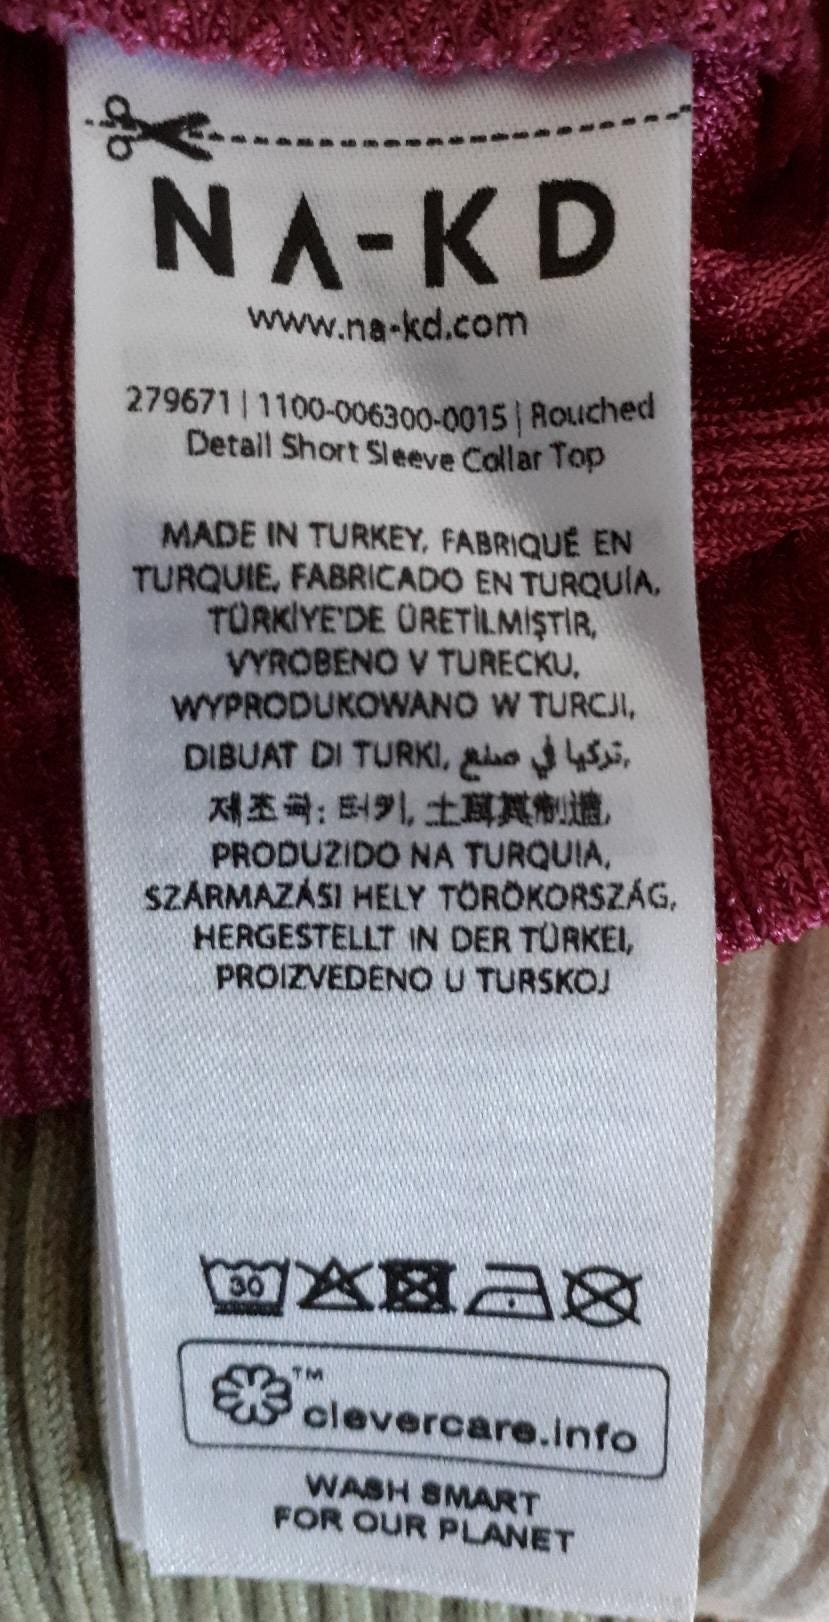 NA-KD
www.na-kd.com
279671 | 1100-006300-0015 | Rouched
Detail Short Sleeve Collar Top
MADE IN TURKEY, FABRIQUÉ EN
TURQUIE, FABRICADO EN TURQUÍA,
TÜRKİYE'DE ÜRETİLMİŞTİR,
VYROBENO V TURECKU,
WYPRODUKOWANO W TURCJI,
DIBUAT DI TURKI, تركيا في صنع,
제조국: 터키, 土耳其制造,
PRODUZIDO NA TURQUIA,
SZÁRMAZÁSI HELY TÖRÖKORSZÁG,
HERGESTELLT IN DER TÜRKEI,
PROIZVEDENO U TURSKOJ
30
™
clevercare.info
WASH SMART
FOR OUR PLANET